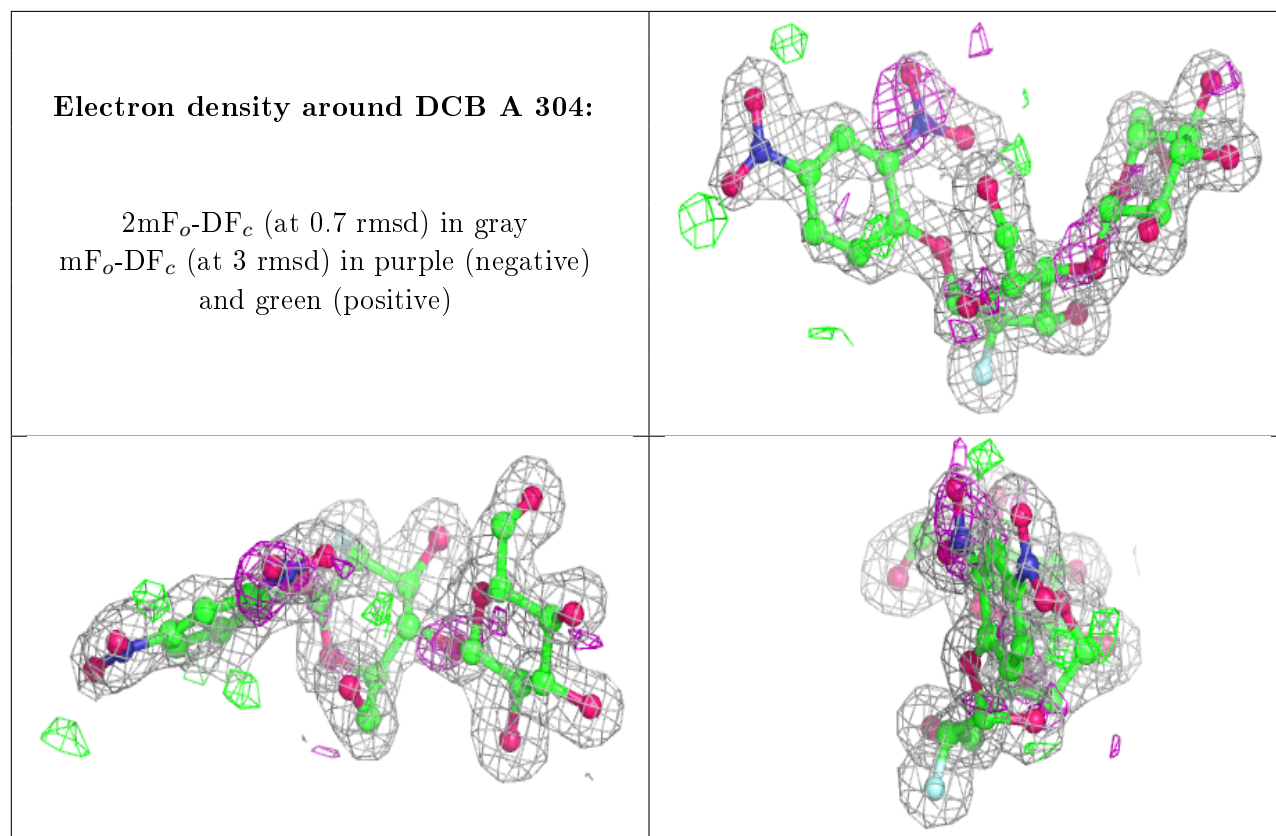 Electron density around DCB A 304:
2mFₒ-DF𝒸 (at 0.7 rmsd) in gray
mFₒ-DF𝒸 (at 3 rmsd) in purple (negative)
and green (positive)